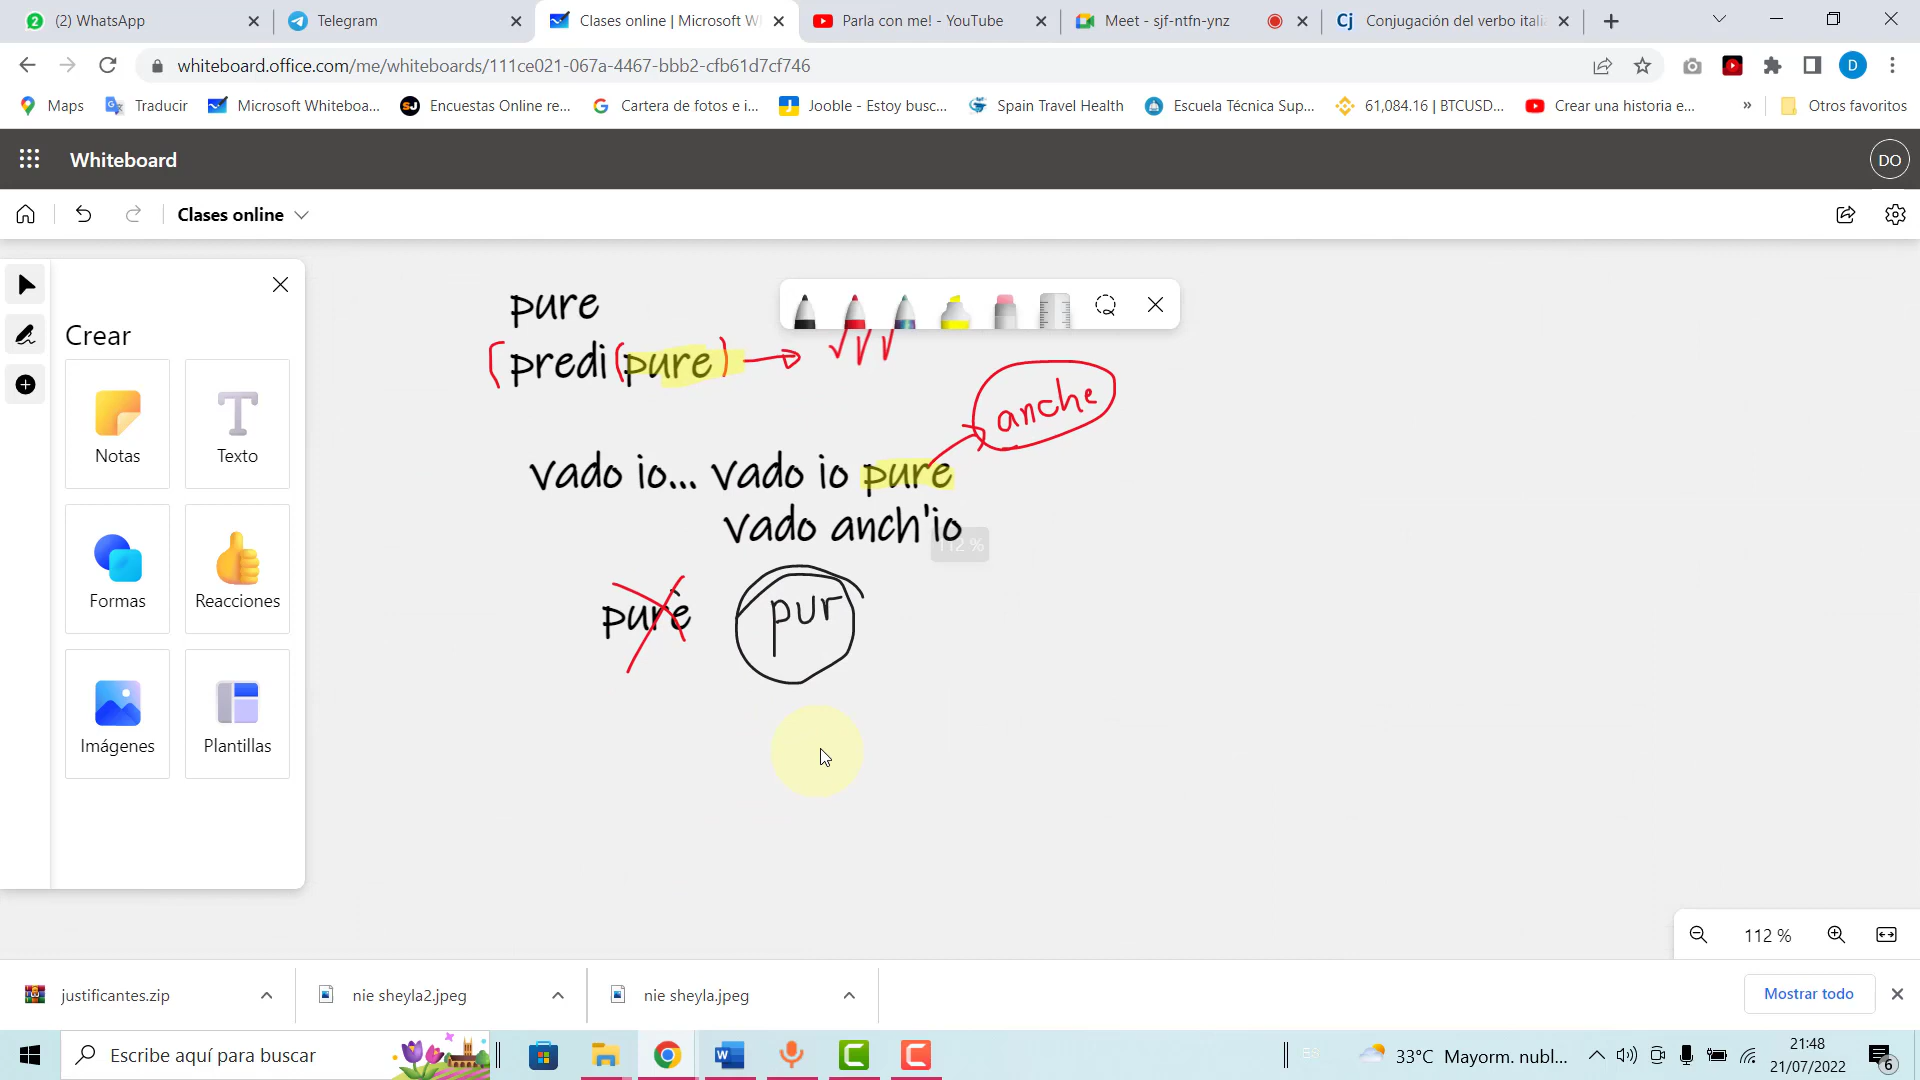 (2) WhatsApp
Telegram
Clases online | Microsoft W
Parla con me! - YouTube
Meet - sjf-ntfn-ynz
Cj Conjugación del verbo itali
whiteboard.office.com/me/whiteboards/111ce021-067a-4467-bbb2-cfb61d7cf746
D
Maps
Traducir
Microsoft Whiteboa...
SJ Encuestas Online re...
Cartera de fotos e i...
Jooble - Estoy busc...
Spain Travel Health
Escuela Técnica Sup...
61,084.16 | BTCUSD...
Crear una historia e...
»
Otros favoritos
Whiteboard
DO
Clases online
Crear
Notas
Texto
Formas
Reacciones
Imágenes
Plantillas
pure
(predi (pure)
anche
vado io... vado io pure
vado anch'io
112 %
purè pur
112 %
justificantes.zip
nie sheyla2.jpeg
nie sheyla.jpeg
Mostrar todo
Escribe aquí para buscar
33°C Mayorm. nubl...
21:48
21/07/2022
6